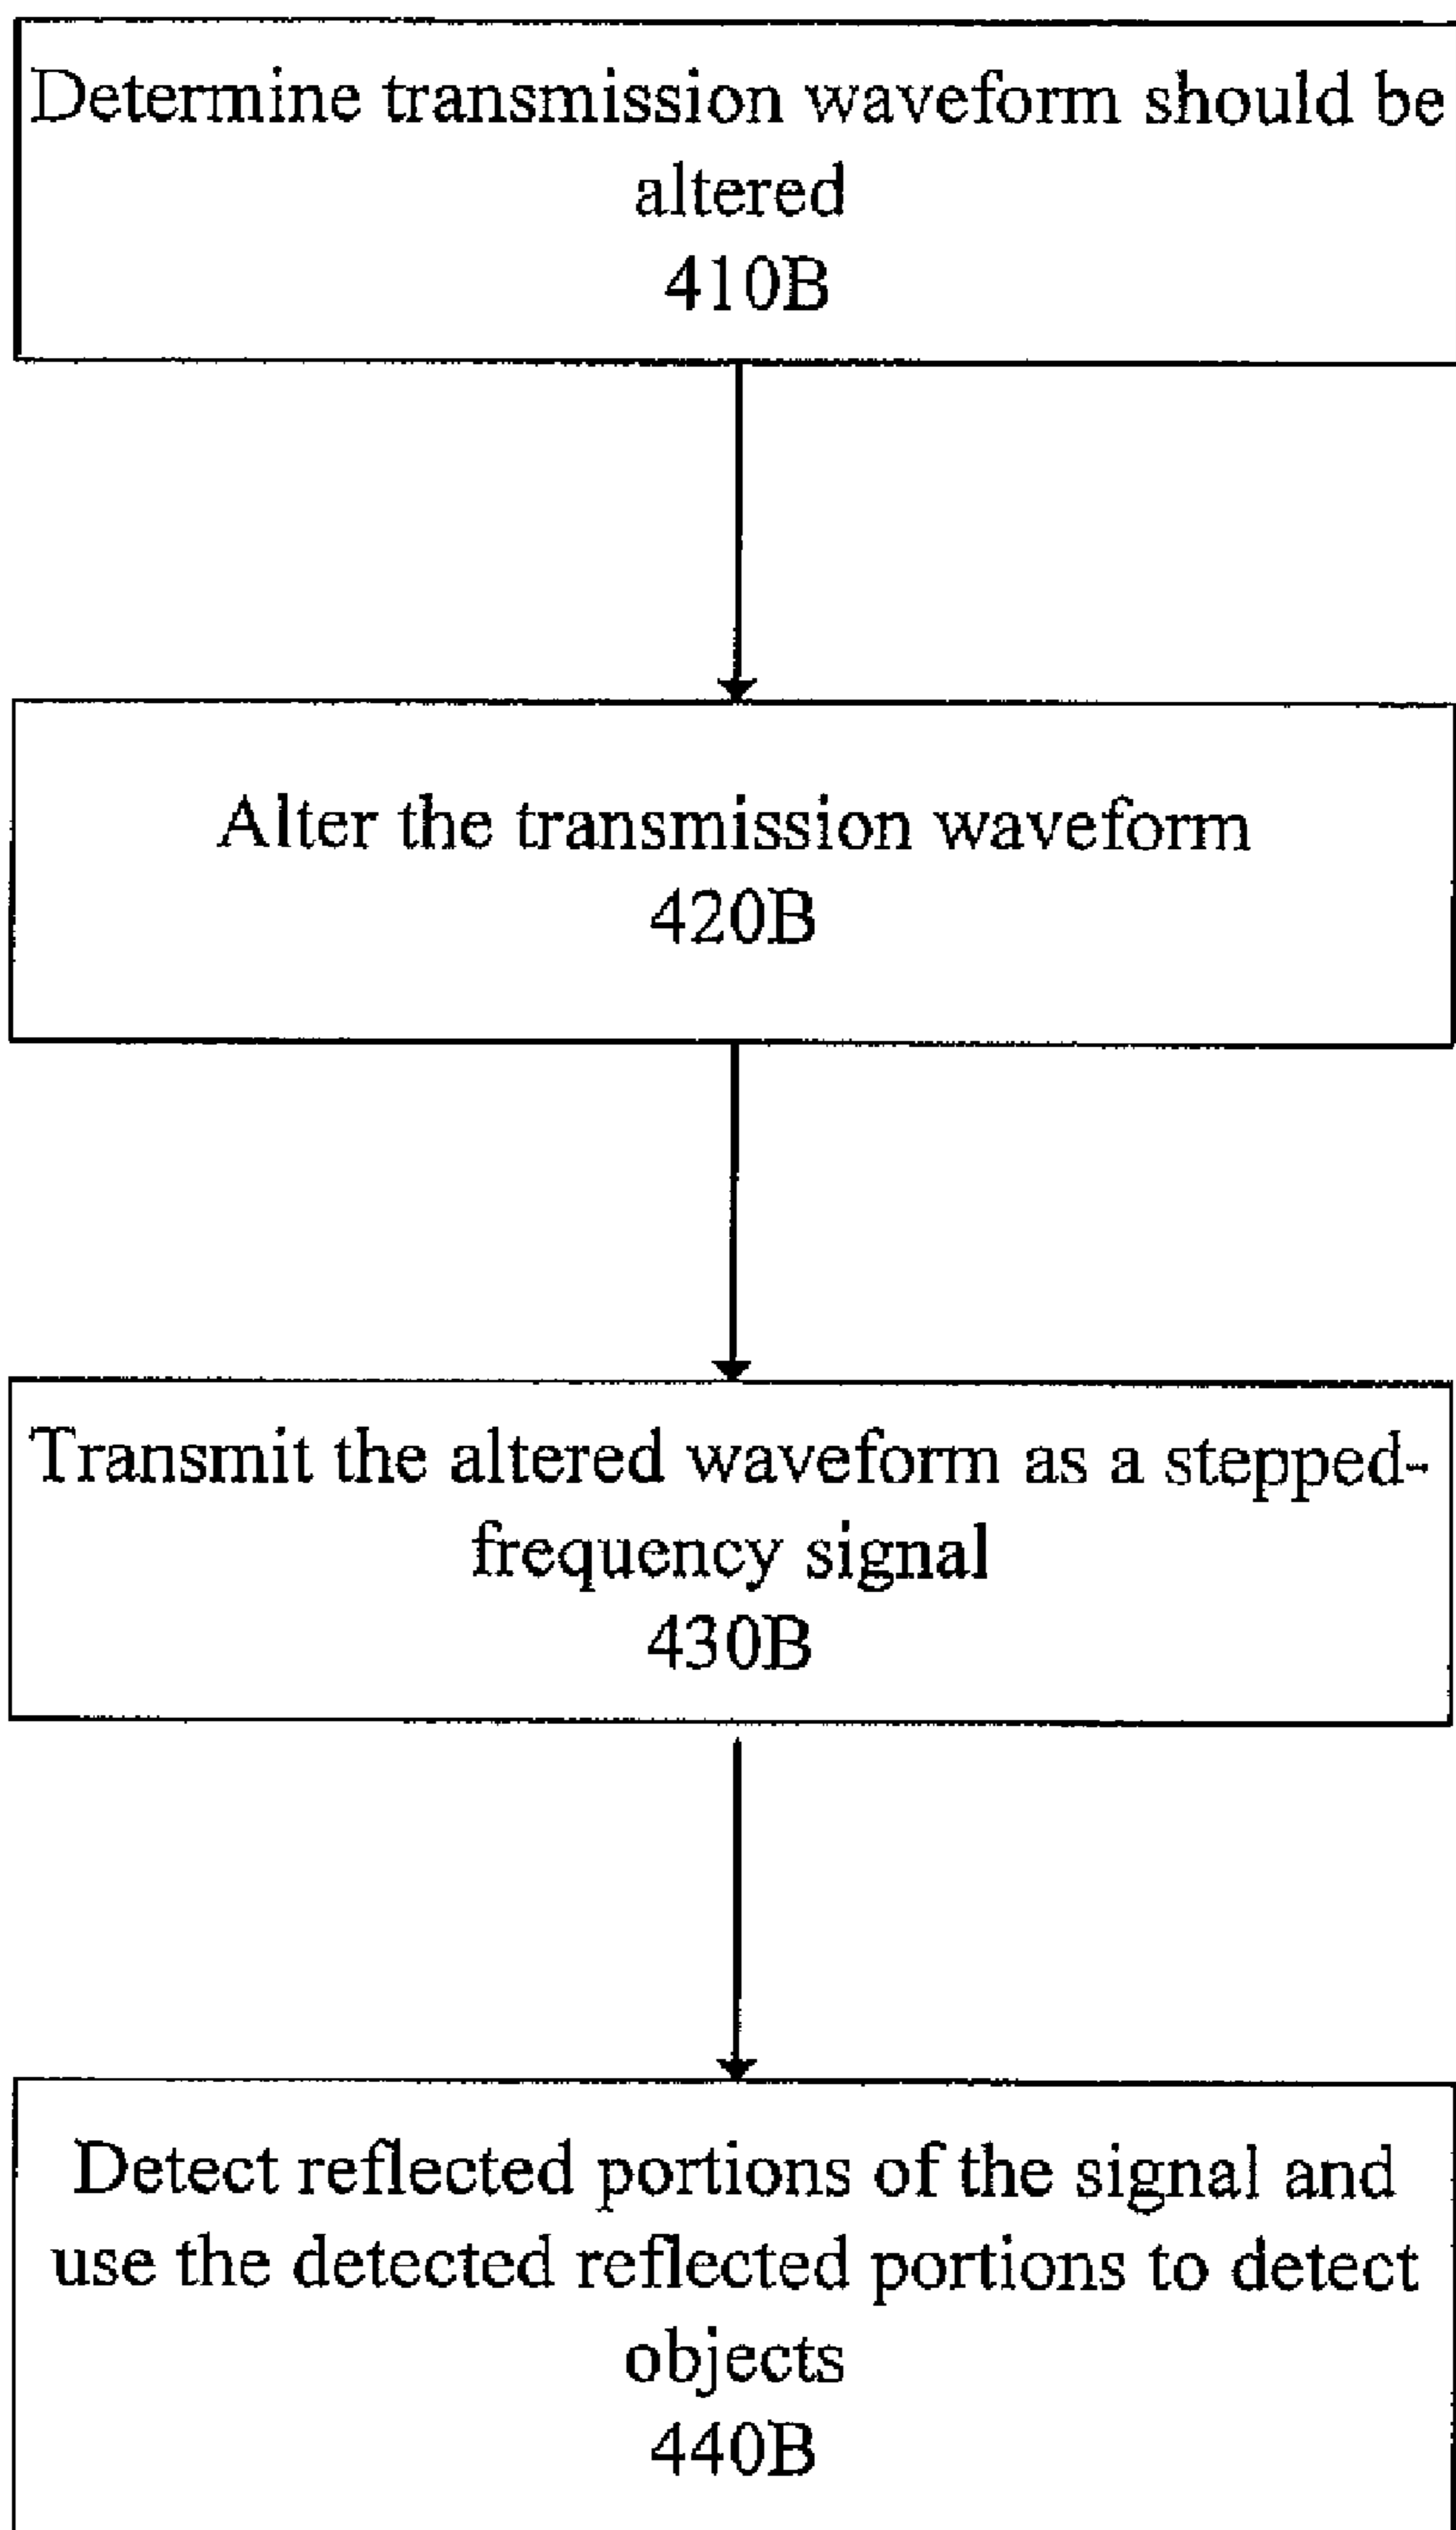 Determine transmission waveform should be
altered
410B
Alter the transmission waveform
420B
Transmit the altered waveform as a stepped-
frequency signal
430B
Detect reflected portions of the signal and
use the detected reflected portions to detect
objects
440B